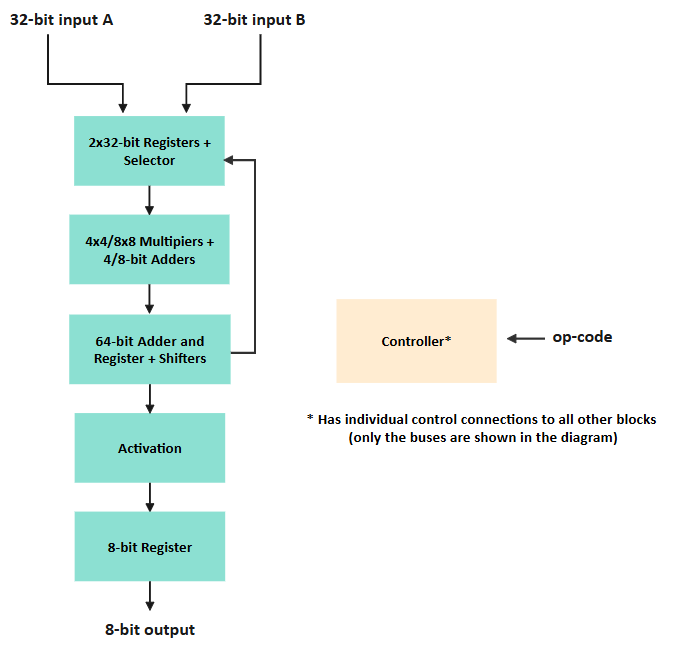 32-bit input A
32-bit input B
2x32-bit Registers +
Selector
4x4/8x8 Multipiers +
4/8-bit Adders
64-bit Adder and
Register + Shifters
Controller*
op-code
* Has individual control connections to all other blocks
(only the buses are shown in the diagram)
Activation
8-bit Register
8-bit output